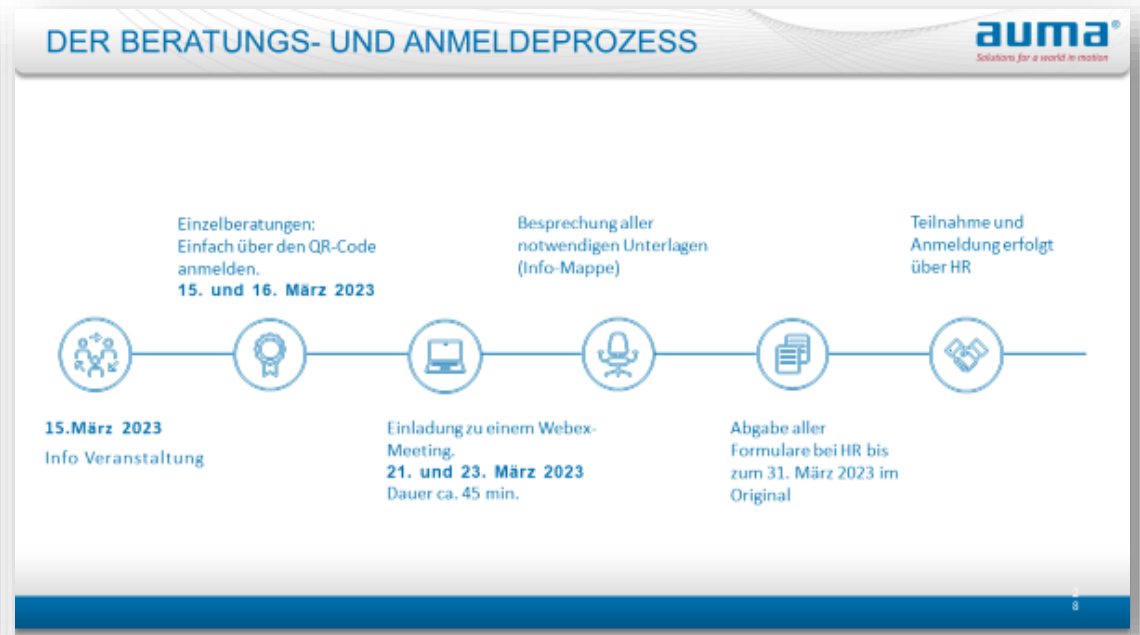 DER BERATUNGS- UND ANMELDEPROZESS
auma®
Solutions for a world in motion
Einzelberatungen:
Einfach über den QR-Code
anmelden.
15. und 16. März 2023
Besprechung aller
notwendigen Unterlagen
(Info-Mappe)
Teilnahme und
Anmeldung erfolgt
über HR
15.März 2023
Info Veranstaltung
Einladung zu einem Webex-
Meeting.
21. und 23. März 2023
Dauer ca. 45 min.
Abgabe aller
Formulare bei HR bis
zum 31. März 2023 im
Original
8